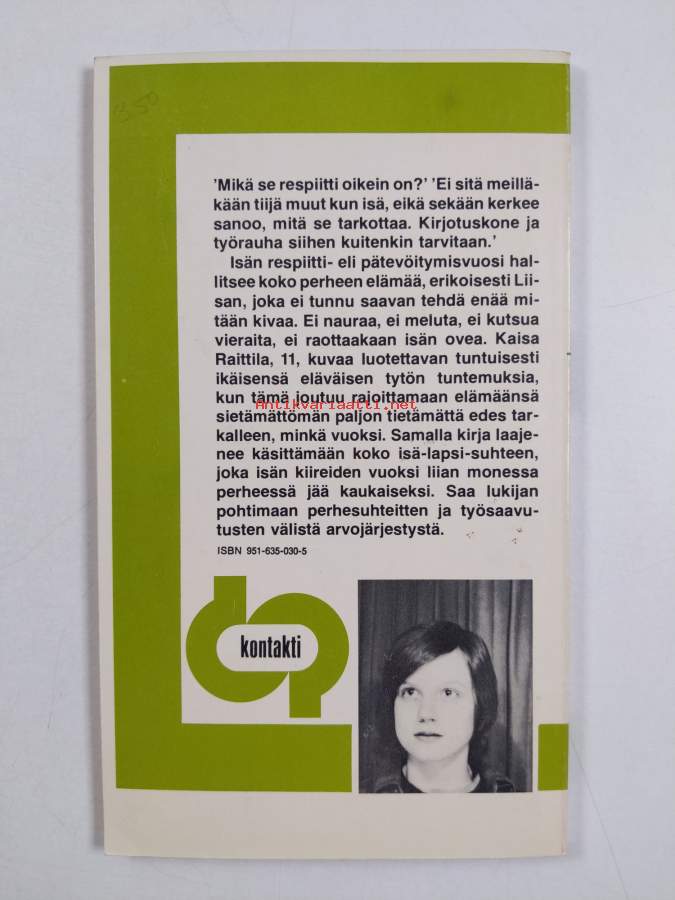 'Mikä se respiitti oikein on?' 'Ei sitä meillä-
kään tiijä muut kun isä, eikä sekään kerkee
sanoo, mitä se tarkottaa. Kirjotuskone ja
työrauha siihen kuitenkin tarvitaan.'
Isän respiitti- eli pätevöitymisvuosi hal-
litsee koko perheen elämää, erikoisesti Lii-
san, joka ei tunnu saavan tehdä enää mi-
tään kivaa. Ei nauraa, ei meluta, ei kutsua
vieraita, ei raottaakaan isän ovea. Kaisa
Raittila, 11, kuvaa luotettavan tuntuisesti
ikäisensä eläväisen tytön tuntemuksia,
kun tämä joutuu rajoittamaan elämäänsä
Antikvariaatti.net
sietämättömän paljon tietämättä edes tar-
kalleen, minkä vuoksi. Samalla kirja laaje-
nee käsittämään koko isä-lapsi-suhteen,
joka isän kiireiden vuoksi liian monessa
perheessä jää kaukaiseksi. Saa lukijan
pohtimaan perhesuhteitten ja työsaavu-
tusten välistä arvojärjestystä.
ISBN 951-635-030-5
kontakti